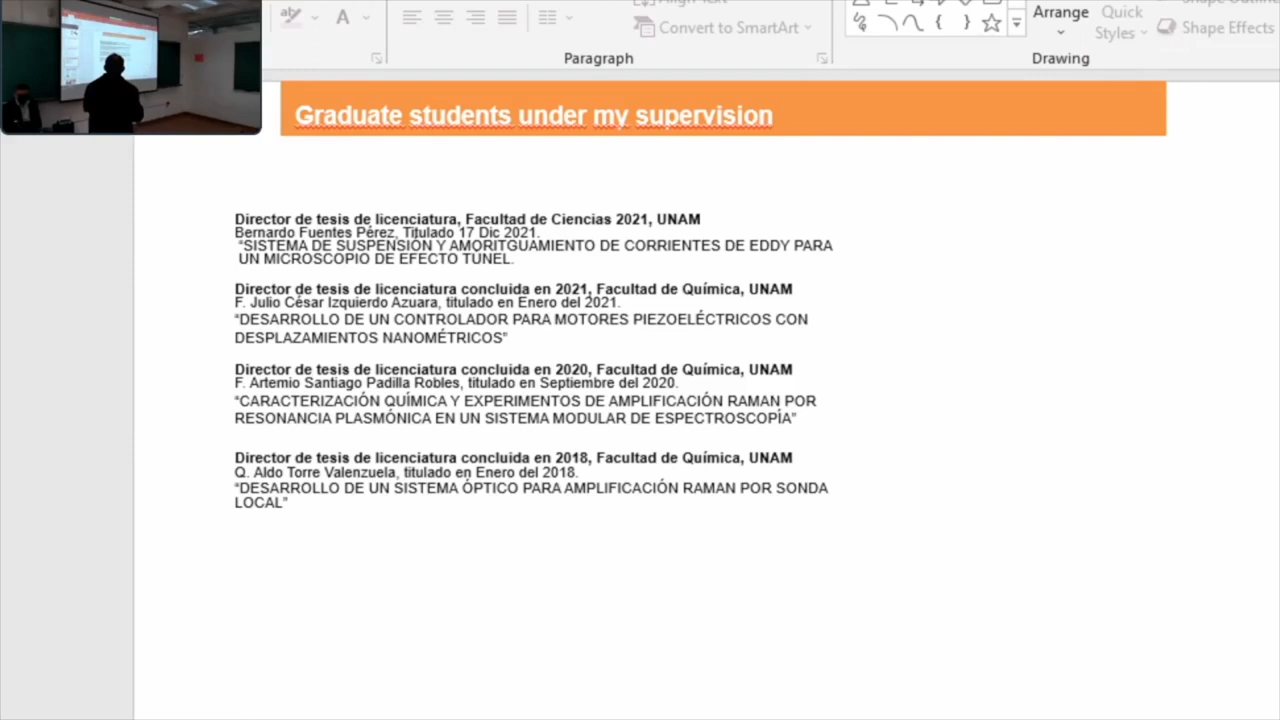 Align Text
Convert to SmartArt
Paragraph
Arrange
Quick
Styles
Shape Outline
Shape Effects
Drawing
Graduate students under my supervision
Director de tesis de licenciatura, Facultad de Ciencias 2021, UNAM
Bernardo Fuentes Pérez, Titulado 17 Dic 2021.
“SISTEMA DE SUSPENSIÓN Y AMORITGUAMIENTO DE CORRIENTES DE EDDY PARA
UN MICROSCOPIO DE EFECTO TÚNEL.
Director de tesis de licenciatura concluida en 2021, Facultad de Química, UNAM
F. Julio César Izquierdo Azuara, titulado en Enero del 2021.
“DESARROLLO DE UN CONTROLADOR PARA MOTORES PIEZOELÉCTRICOS CON
DESPLAZAMIENTOS NANOMÉTRICOS”
Director de tesis de licenciatura concluida en 2020, Facultad de Química, UNAM
F. Artemio Santiago Padilla Robles, titulado en Septiembre del 2020.
“CARACTERIZACIÓN QUÍMICA Y EXPERIMENTOS DE AMPLIFICACIÓN RAMAN POR
RESONANCIA PLASMÓNICA EN UN SISTEMA MODULAR DE ESPECTROSCOPÍA”
Director de tesis de licenciatura concluida en 2018, Facultad de Química, UNAM
Q. Aldo Torre Valenzuela, titulado en Enero del 2018.
“DESARROLLO DE UN SISTEMA ÓPTICO PARA AMPLIFICACIÓN RAMAN POR SONDA
LOCAL”